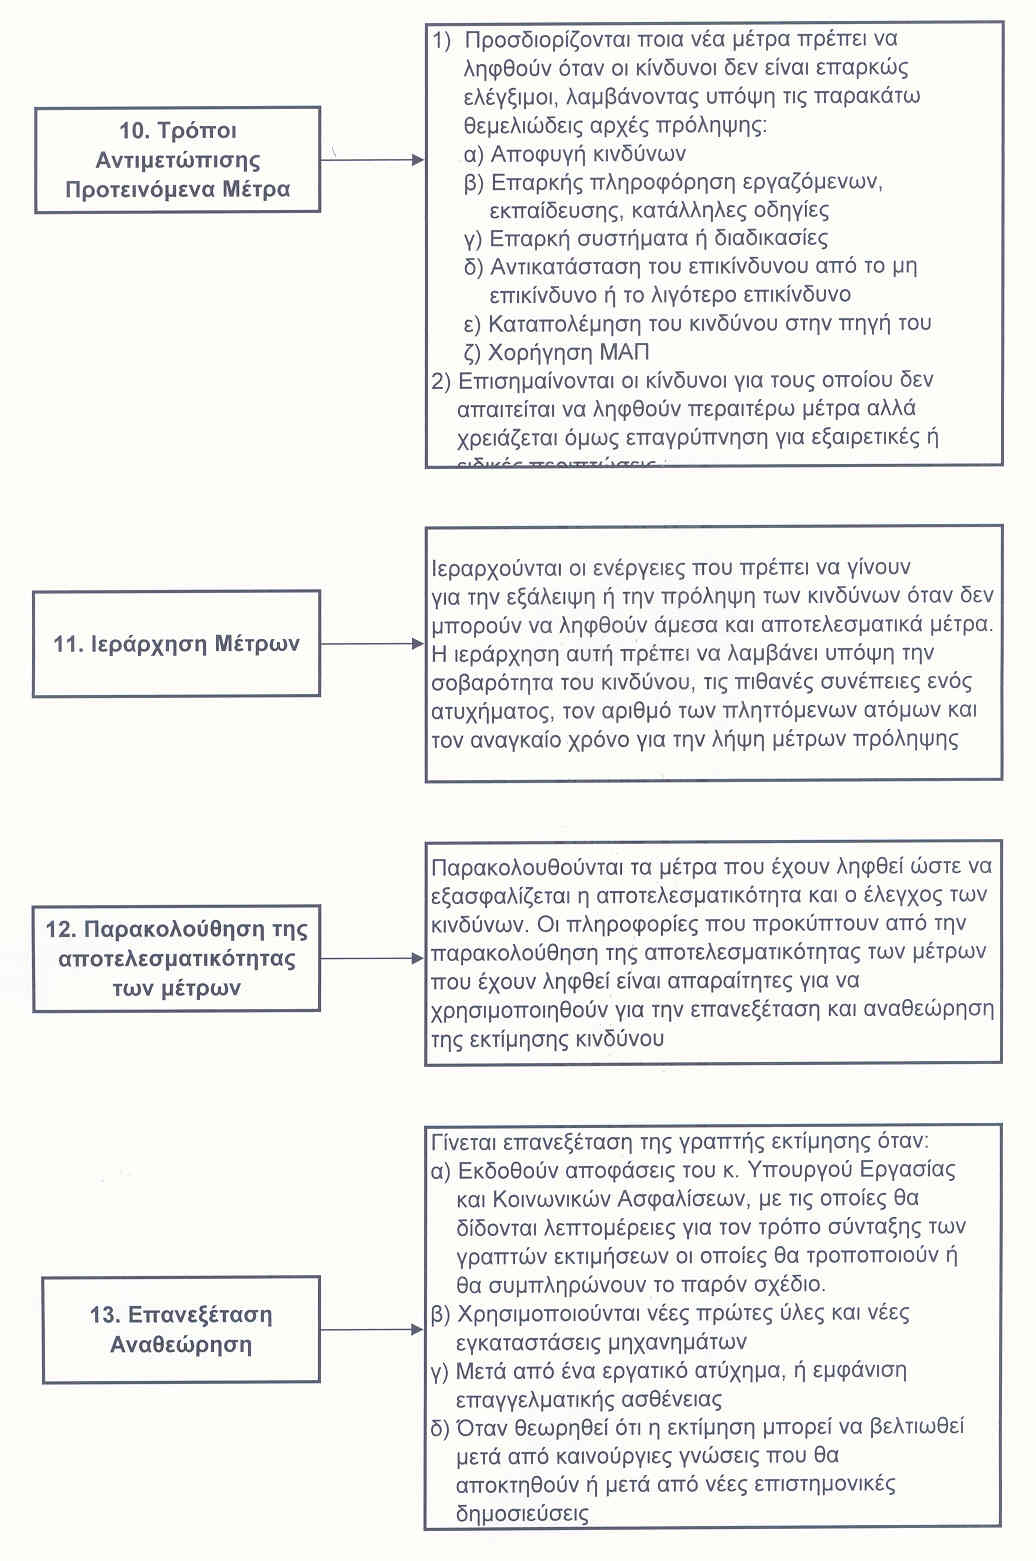 10. Τρόποι
Αντιμετώπισης
Προτεινόμενα Μέτρα
1) Προσδιορίζονται ποια νέα μέτρα πρέπει να
ληφθούν όταν οι κίνδυνοι δεν είναι επαρκώς
ελέγξιμοι, λαμβάνοντας υπόψη τις παρακάτω
θεμελιώδεις αρχές πρόληψης:
α) Αποφυγή κινδύνων
β) Επαρκής πληροφόρηση εργαζόμενων,
εκπαίδευσης, κατάλληλες οδηγίες
γ) Επαρκή συστήματα ή διαδικασίες
δ) Αντικατάσταση του επικίνδυνου από το μη
επικίνδυνο ή το λιγότερο επικίνδυνο
ε) Καταπολέμηση του κινδύνου στην πηγή του
ζ) Χορήγηση ΜΑΠ
2) Επισημαίνονται οι κίνδυνοι για τους οποίου δεν
απαιτείται να ληφθούν περαιτέρω μέτρα αλλά
χρειάζεται όμως επαγρύπνηση για εξαιρετικές ή
ειδικές περιπτώσεις.
11. Ιεράρχηση Μέτρων
Ιεραρχούνται οι ενέργειες που πρέπει να γίνουν
για την εξάλειψη ή την πρόληψη των κινδύνων όταν δεν
μπορούν να ληφθούν άμεσα και αποτελεσματικά μέτρα.
Η ιεράρχηση αυτή πρέπει να λαμβάνει υπόψη την
σοβαρότητα του κινδύνου, τις πιθανές συνέπειες ενός
ατυχήματος, τον αριθμό των πληττόμενων ατόμων και
τον αναγκαίο χρόνο για την λήψη μέτρων πρόληψης
12. Παρακολούθηση της
αποτελεσματικότητας
των μέτρων
Παρακολουθούνται τα μέτρα που έχουν ληφθεί ώστε να
εξασφαλίζεται η αποτελεσματικότητα και ο έλεγχος των
κινδύνων. Οι πληροφορίες που προκύπτουν από την
παρακολούθηση της αποτελεσματικότητας των μέτρων
που έχουν ληφθεί είναι απαραίτητες για να
χρησιμοποιηθούν για την επανεξέταση και αναθεώρηση
της εκτίμησης κινδύνου
13. Επανεξέταση
Αναθεώρηση
Γίνεται επανεξέταση της γραπτής εκτίμησης όταν:
α) Εκδοθούν αποφάσεις του κ. Υπουργού Εργασίας
και Κοινωνικών Ασφαλίσεων, με τις οποίες θα
δίδονται λεπτομέρειες για τον τρόπο σύνταξης των
γραπτών εκτιμήσεων οι οποίες θα τροποποιούν ή
θα συμπληρώνουν το παρόν σχέδιο.
β) Χρησιμοποιούνται νέες πρώτες ύλες και νέες
εγκαταστάσεις μηχανημάτων
γ) Μετά από ένα εργατικό ατύχημα, ή εμφάνιση
επαγγελματικής ασθένειας
δ) Όταν θεωρηθεί ότι η εκτίμηση μπορεί να βελτιωθεί
μετά από καινούργιες γνώσεις που θα
αποκτηθούν ή μετά από νέες επιστημονικές
δημοσιεύσεις